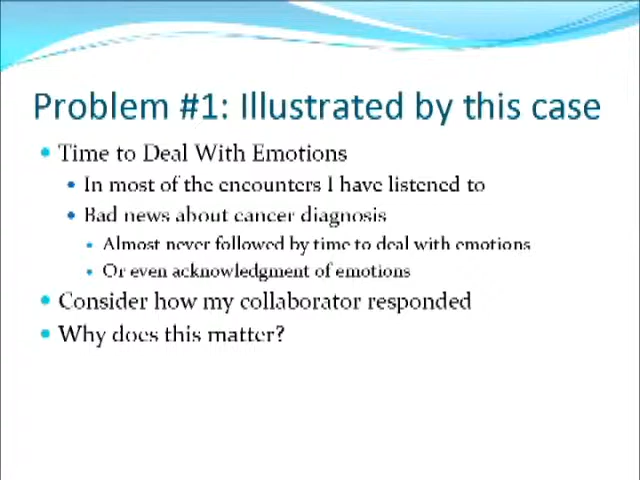 Problem #1: Illustrated by this case
Time to Deal With Emotions
In most of the encounters I have listened to
Bad news about cancer diagnosis
Almost never followed by time to deal with emotions
Or even acknowledgment of emotions
Consider how my collaborator responded
Why does this matter?